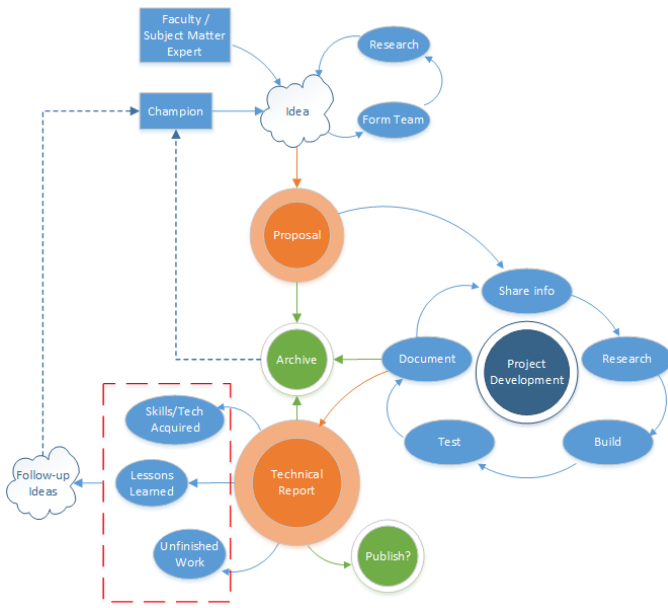 Faculty /
Subject Matter
Expert
Research
Champion
Idea
Form Team
Proposal
Share info
Archive
Document
Project
Development
Research
Skills/Tech
Acquired
Test
Build
Follow-up
Ideas
Lessons
Learned
Technical
Report
Unfinished
Work
Publish?